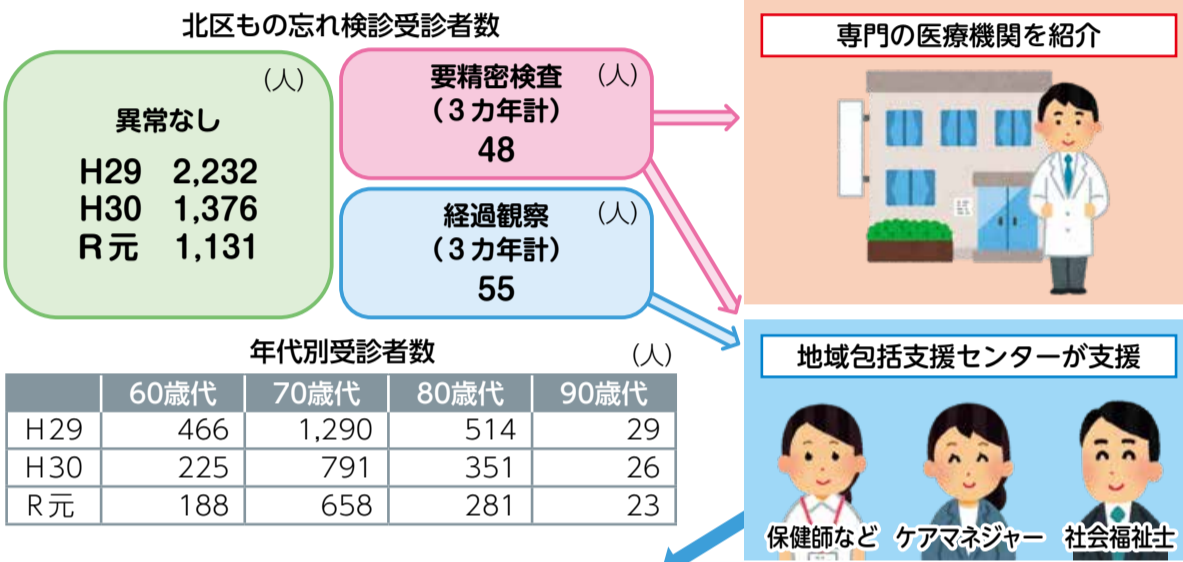 北区もの忘れ検診受診者数
(人)
異常なし
H29 2,232
H30 1,376
R元 1,131
要精密検査 (人)
(3カ年計)
48
経過観察 (人)
(3カ年計)
55
専門の医療機関を紹介
地域包括支援センターが支援
保健師など ケアマネジャー 社会福祉士
年代別受診者数 (人)
60歳代 70歳代 80歳代 90歳代
H29 466 1,290 514 29
H30 225 791 351 26
R元 188 658 281 23